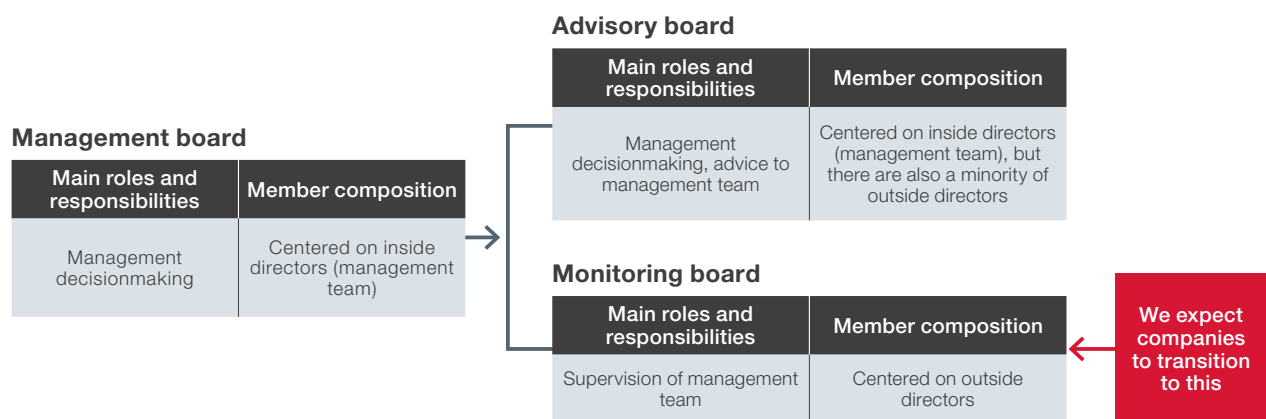 Management board
Main roles and
responsibilities
Member composition
Management
decisionmaking
Centered on inside
directors (management
team)
Advisory board
Main roles and
responsibilities
Member composition
Management
decisionmaking, advice to
management team
Centered on inside directors
(management team), but
there are also a minority of
outside directors
Monitoring board
Main roles and
responsibilities
Member composition
Supervision of management
team
Centered on outside
directors
We expect
companies
to transition
to this